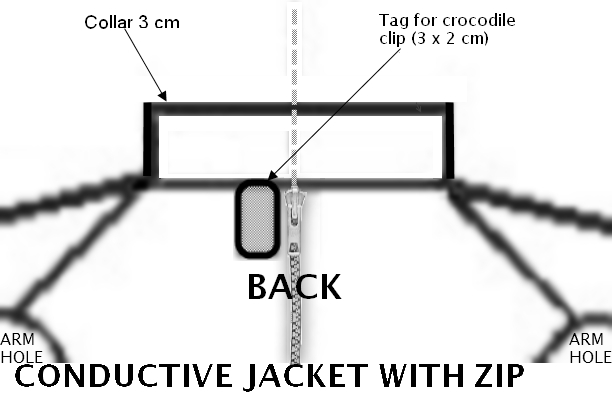 Collar 3 cm
Tag for crocodile
clip (3 x 2 cm)
BACK
ARM
HOLE
ARM
HOLE
CONDUCTIVE JACKET WITH ZIP